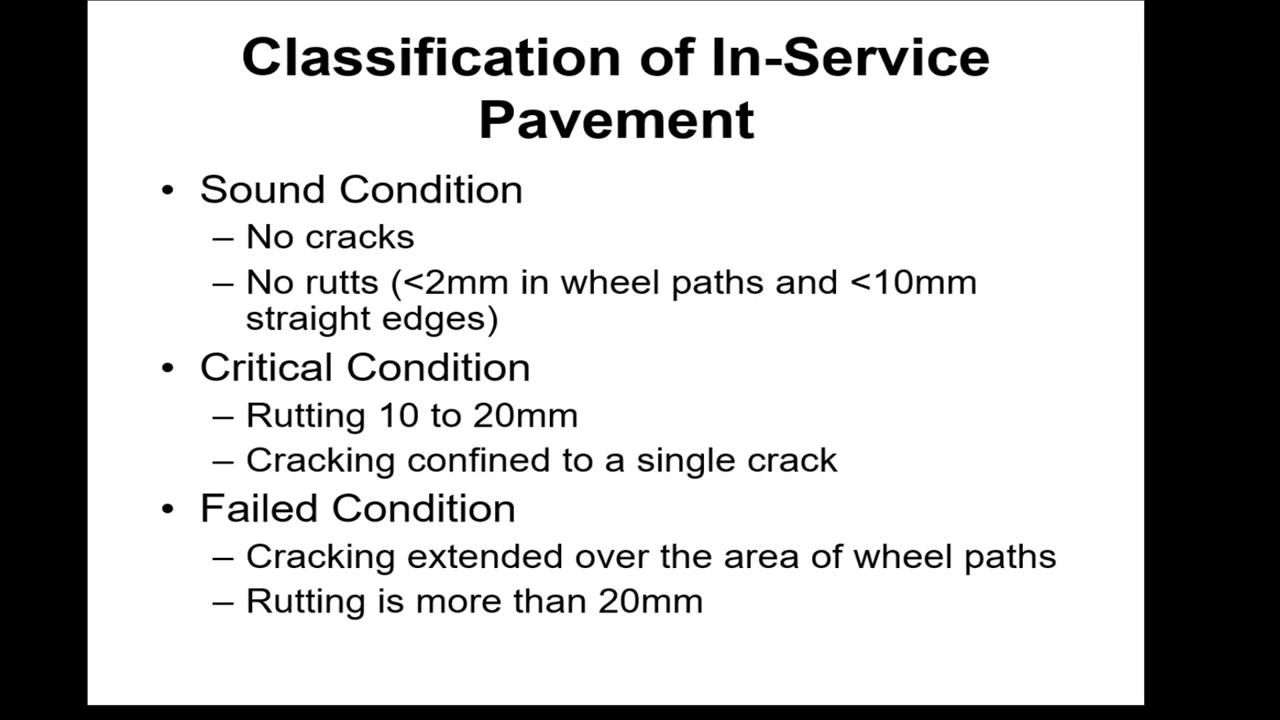 Classification of In-Service
Pavement
• Sound Condition
– No cracks
– No rutts (<2mm in wheel paths and <10mm
straight edges)
• Critical Condition
– Rutting 10 to 20mm
– Cracking confined to a single crack
• Failed Condition
– Cracking extended over the area of wheel paths
– Rutting is more than 20mm